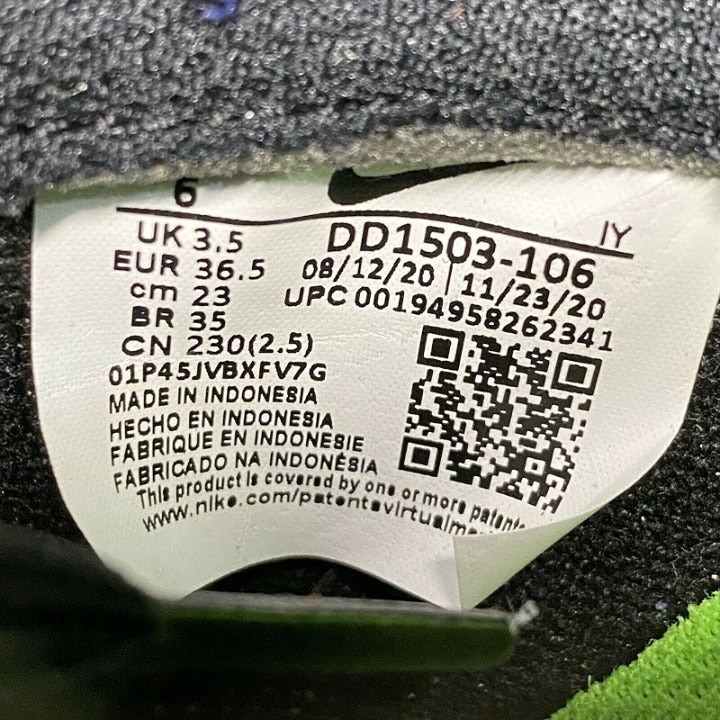 6
IY
UK 3.5
EUR 36.5
cm 23
BR 35
CN 230(2.5)
DD1503-106
08/12/20 | 11/23/20
UPC 00194958262341
01P45JVBXFV7G
MADE IN INDONESIA
HECHO EN INDONESIA
FABRIQUE EN INDONESIE
FABRICADO NA INDONÉSIA
This product is covered by one or more patents
www.nike.com/patentsvirtualma